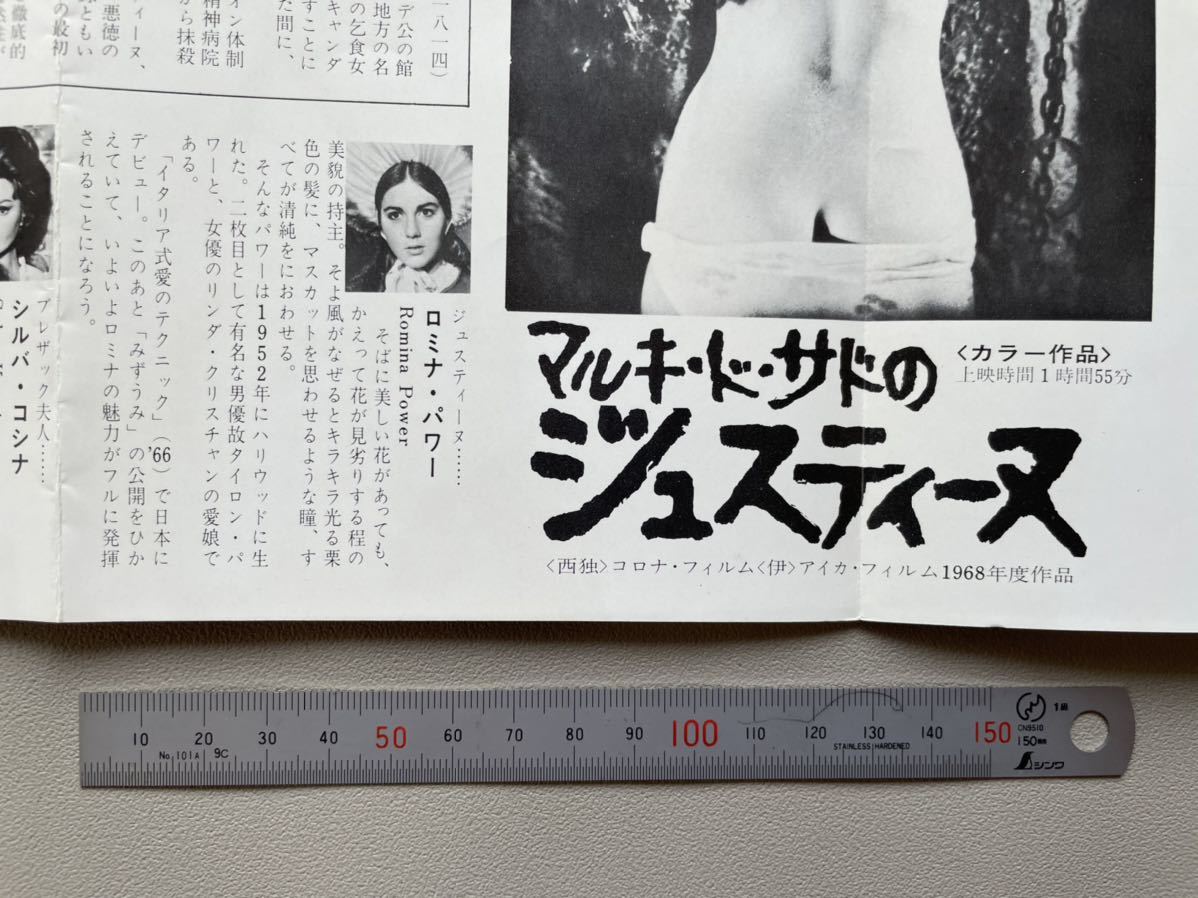 一八一四)
デ公の館
地方の名
の乞食女
キャンダ
すことに
た間に、
イン体制
精神病院
から抹殺
ティーヌ、
悪徳の
ともい
の最初
徹底的
ジュスティーヌ……
ロミナ・パワー
Romina Power
そばに美しい花があっても、
かえって花が見劣りする程の
美貌の持主。そよ風がなぜるとキラキラ光る栗
色の髪に、マスカットを思わせるような瞳、す
べてが清純をにおわせる。
そんなパワーは1952年にハリウッドに生
れた。二枚目として有名な男優故タイロン・パ
ワーと、女優のリンダ・クリスチャンの愛娘で
ある。
「イタリア式愛のテクニック」('66)で日本に
デビュー。このあと「みずうみ」の公開をひか
えていて、いよいよロミナの魅力がフルに発揮
されることになろう。
ブレザック夫人……
シルバ・コシナ
マルキ・ド・サドの
ジュスティーヌ
〈カラー作品〉
上映時間1時間55分
〈西独〉コロナ・フィルム〈伊〉アイカ・フィルム1968年度作品
10 20 30 40 50 60 70 80 90 100 110 120 130 140 150
No.101A 9C
STAINLESS HARDENED
1級
CN9510
150mm
シンワ